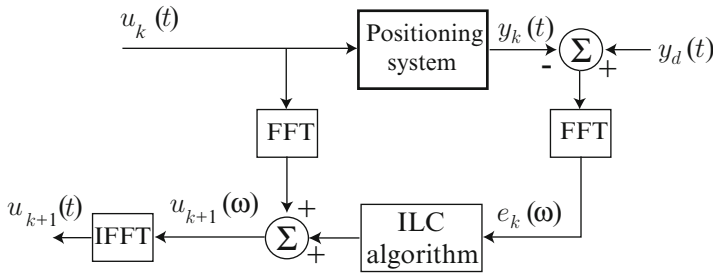 u_k(t)
Positioning
system
y_k(t)
-
Σ
+
y_d(t)
FFT
FFT
u_{k+1}(t)
IFFT
u_{k+1}(ω)
+
Σ
+
ILC
algorithm
e_k(ω)